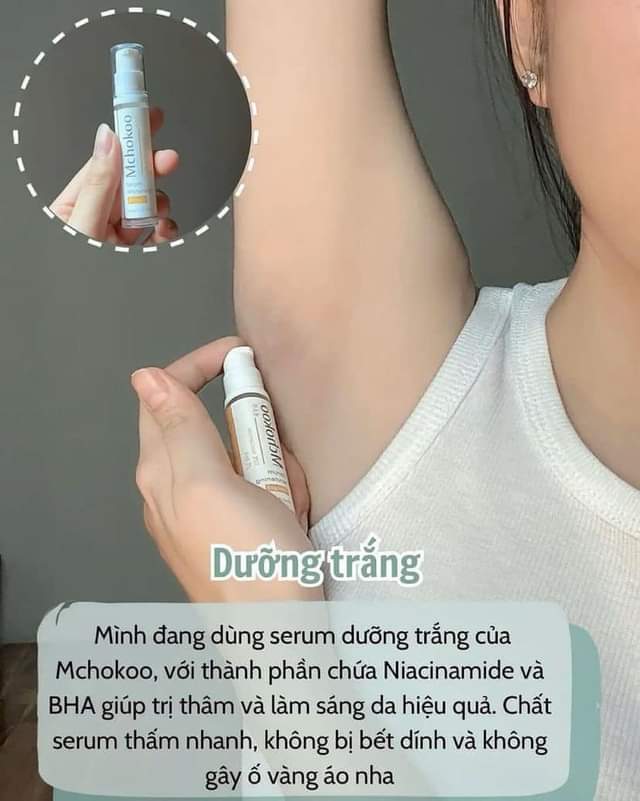 Mchokoo
Mchokoo
Dưỡng trắng
Mình đang dùng serum dưỡng trắng của
Mchokoo, với thành phần chứa Niacinamide và
BHA giúp trị thâm và làm sáng da hiệu quả. Chất
serum thấm nhanh, không bị bết dính và không
gây ố vàng áo nha